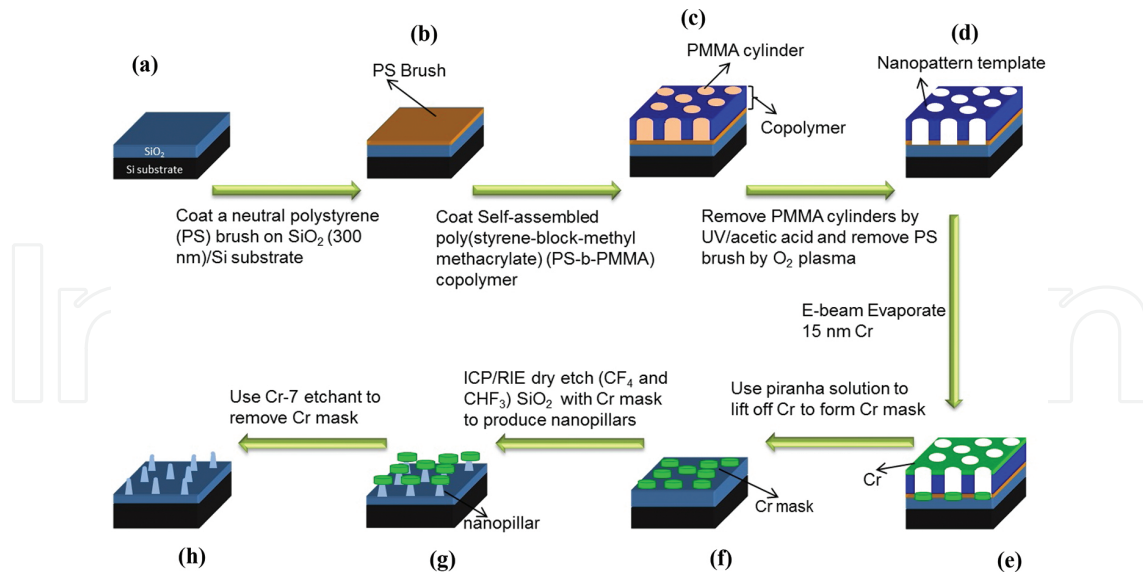 (a)
SiO₂
Si substrate
Coat a neutral polystyrene
(PS) brush on SiO₂ (300
nm)/Si substrate
(b)
PS Brush
Coat Self-assembled
poly(styrene-block-methyl
methacrylate) (PS-b-PMMA)
copolymer
(c)
PMMA cylinder
Copolymer
Remove PMMA cylinders by
UV/acetic acid and remove PS
brush by O₂ plasma
(d)
Nanopattern template
E-beam Evaporate
15 nm Cr
Cr
(e)
Use piranha solution to
lift off Cr to form Cr mask
Cr mask
(f)
ICP/RIE dry etch (CF₄ and
CHF₃) SiO₂ with Cr mask
to produce nanopillars
nanopillar
(g)
Use Cr-7 etchant to
remove Cr mask
(h)